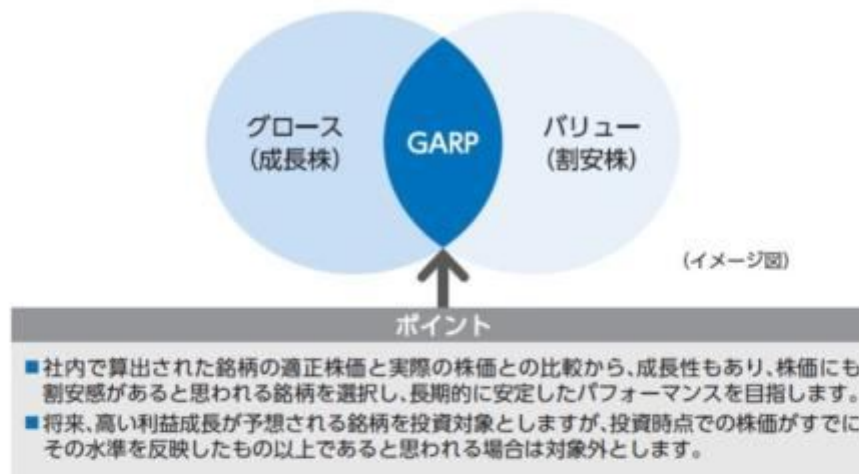 グロース
(成長株)
GARP
バリュー
(割安株)
(イメージ図)
ポイント
■社内で算出された銘柄の適正株価と実際の株価との比較から、成長性もあり、株価にも
割安感があると思われる銘柄を選択し、長期的に安定したパフォーマンスを目指します。
■将来、高い利益成長が予想される銘柄を投資対象としますが、投資時点での株価がすでに
その水準を反映したもの以上であると思われる場合は対象外とします。